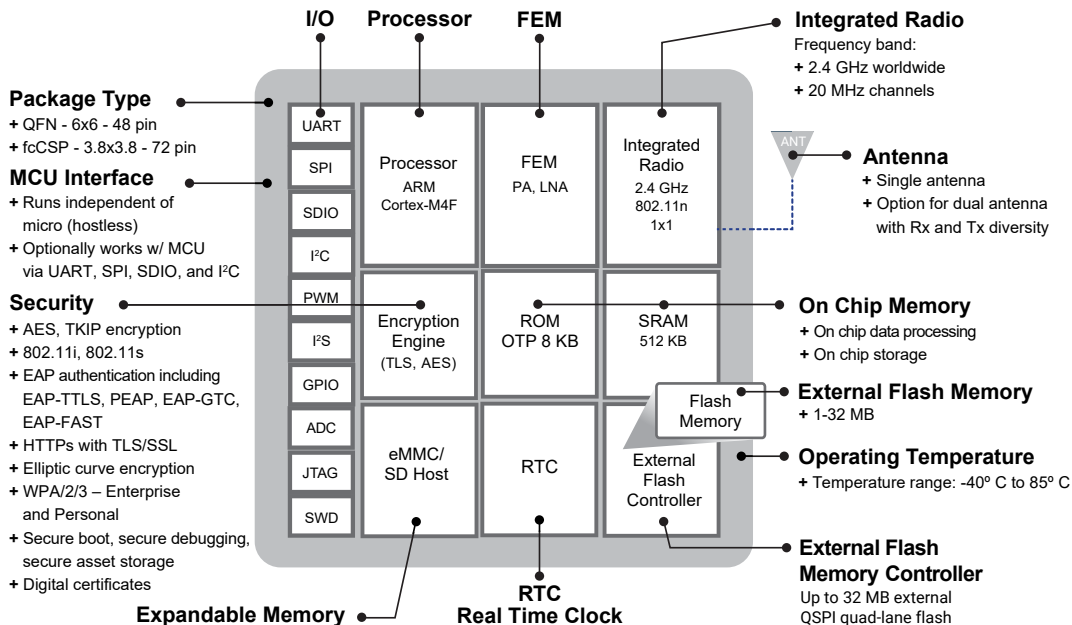 I/O
Processor
FEM
Integrated Radio
Frequency band:
+ 2.4 GHz worldwide
+ 20 MHz channels
Package Type
+ QFN - 6x6 - 48 pin
+ fcCSP - 3.8x3.8 - 72 pin
MCU Interface
+ Runs independent of
micro (hostless)
+ Optionally works w/ MCU
via UART, SPI, SDIO, and I²C
Security
+ AES, TKIP encryption
+ 802.11i, 802.11s
+ EAP authentication including
EAP-TTLS, PEAP, EAP-GTC,
EAP-FAST
+ HTTPs with TLS/SSL
+ Elliptic curve encryption
+ WPA/2/3 – Enterprise
and Personal
+ Secure boot, secure debugging,
secure asset storage
+ Digital certificates
UART
SPI
SDIO
I²C
PWM
I²S
GPIO
ADC
JTAG
SWD
Processor
ARM
Cortex-M4F
FEM
PA, LNA
Integrated
Radio
2.4 GHz
802.11n
1x1
Encryption
Engine
(TLS, AES)
ROM
OTP 8 KB
SRAM
512 KB
Flash
Memory
eMMC/
SD Host
RTC
External
Flash
Controller
ANT
Antenna
+ Single antenna
+ Option for dual antenna
with Rx and Tx diversity
On Chip Memory
+ On chip data processing
+ On chip storage
External Flash Memory
+ 1-32 MB
Operating Temperature
+ Temperature range: -40º C to 85º C
External Flash
Memory Controller
Up to 32 MB external
QSPI quad-lane flash
Expandable Memory
RTC
Real Time Clock